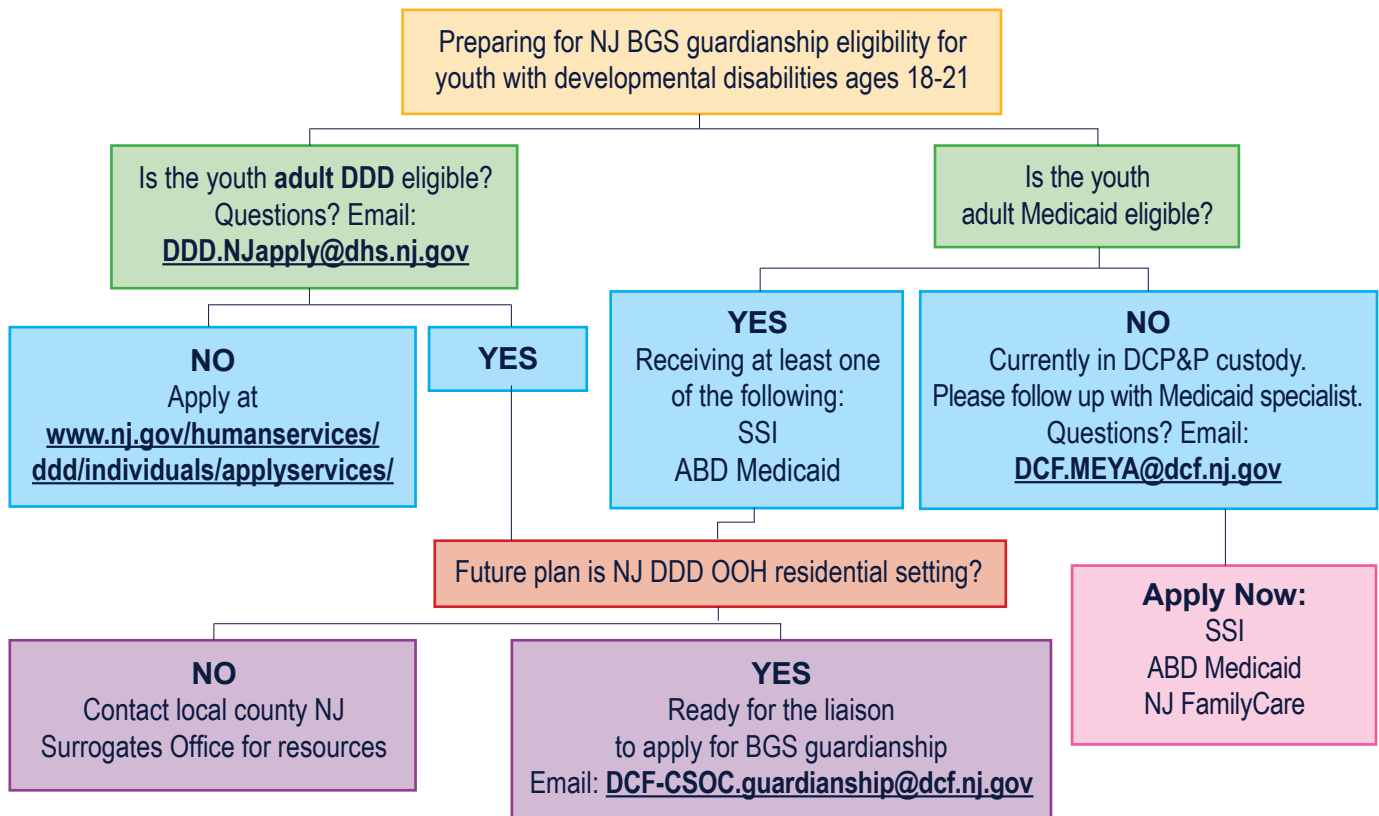 Preparing for NJ BGS guardianship eligibility for
youth with developmental disabilities ages 18-21
Is the youth adult DDD eligible?
Questions? Email:
DDD.NJapply@dhs.nj.gov
Is the youth
adult Medicaid eligible?
NO
Apply at
www.nj.gov/humanservices/
ddd/individuals/applyservices/
YES
YES
Receiving at least one
of the following:
SSI
ABD Medicaid
NO
Currently in DCP&P custody.
Please follow up with Medicaid specialist.
Questions? Email:
DCF.MEYA@dcf.nj.gov
Future plan is NJ DDD OOH residential setting?
Apply Now:
SSI
ABD Medicaid
NJ FamilyCare
NO
Contact local county NJ
Surrogates Office for resources
YES
Ready for the liaison
to apply for BGS guardianship
Email: DCF-CSOC.guardianship@dcf.nj.gov